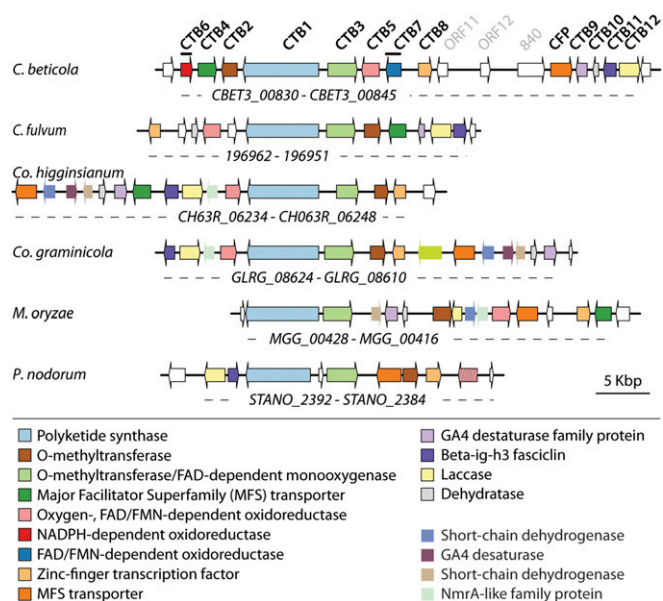 CTB6 CTB4 CTB2 CTB1 CTB3 CTB5 CTB7 CTB8 ORF11 ORF12 840 CFP CTB9 CTB10 CTB11 CTB12
C. beticola
CBET3_00830 - CBET3_00845
C. fulvum
196962 - 196951
Co. higginsianum
CH63R_06234 - CH063R_06248
Co. graminicola
GLRG_08624 - GLRG_08610
M. oryzae
MGG_00428 - MGG_00416
P. nodorum
STANO_2392 - STANO_2384
5 Kbp
Polyketide synthase
O-methyltransferase
O-methyltransferase/FAD-dependent monooxygenase
Major Facilitator Superfamily (MFS) transporter
Oxygen-, FAD/FMN-dependent oxidoreductase
NADPH-dependent oxidoreductase
FAD/FMN-dependent oxidoreductase
Zinc-finger transcription factor
MFS transporter
GA4 destaturase family protein
Beta-ig-h3 fasciclin
Laccase
Dehydratase
Short-chain dehydrogenase
GA4 desaturase
Short-chain dehydrogenase
NmrA-like family protein